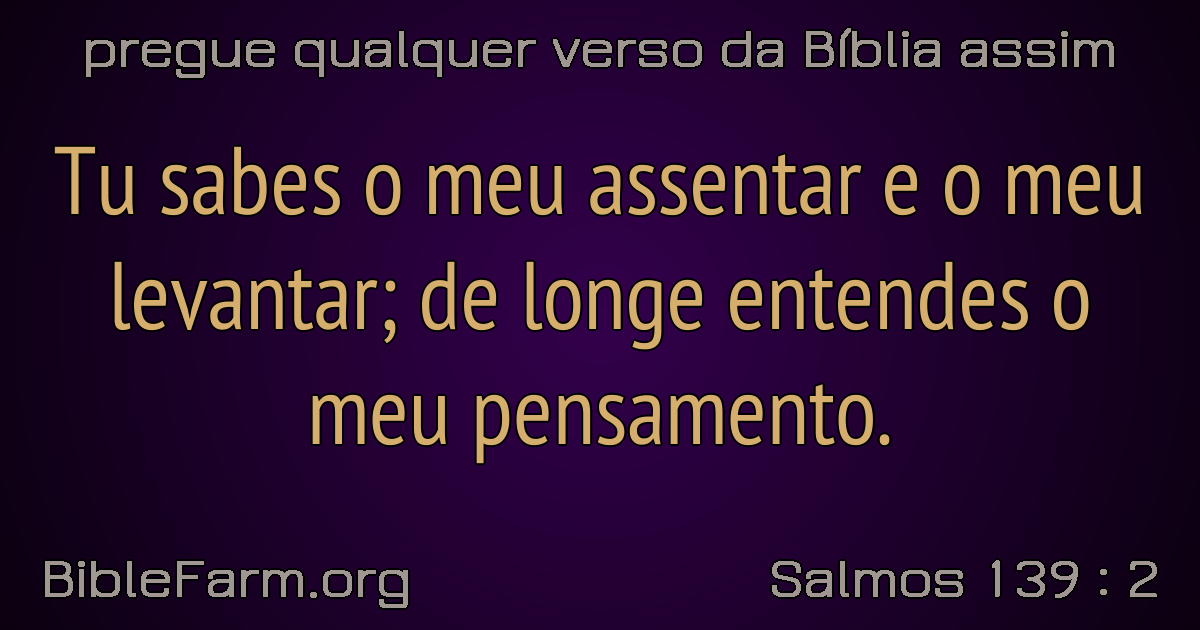 pregue qualquer verso da Bíblia assim
Tu sabes o meu assentar e o meu
levantar; de longe entendes o
meu pensamento.
BibleFarm.org
Salmos 139 : 2